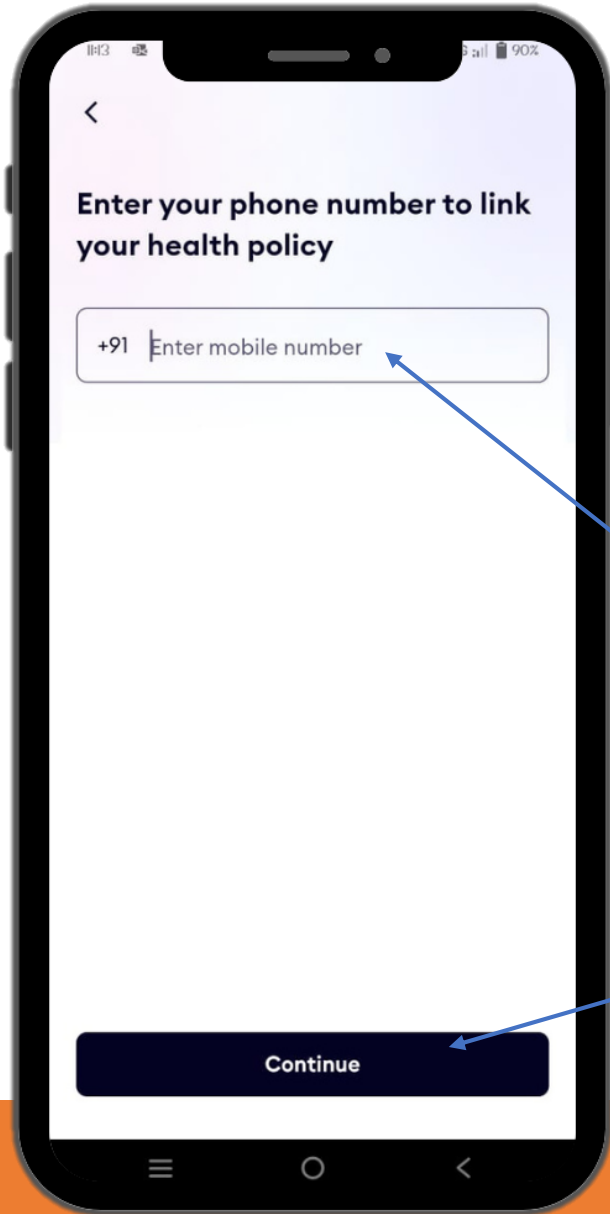 11:13 90%
Enter your phone number to link
your health policy
+91 Enter mobile number
Continue